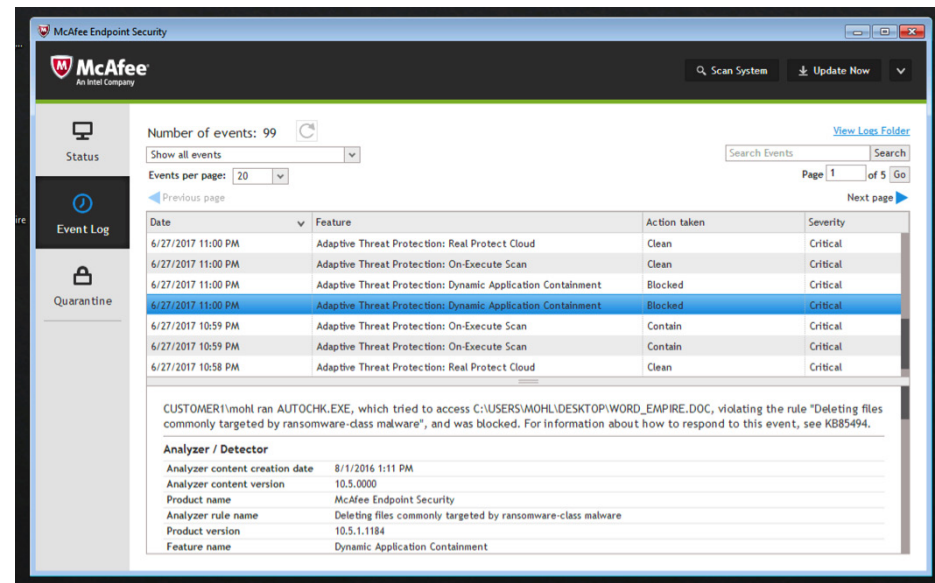 McAfee Endpoint Security
McAfee
An Intel Company
Scan System
Update Now
Status
Event Log
Quarantine
ire
Number of events: 99
View Logs Folder
Show all events
Search Events
Search
Events per page: 20
Page 1 of 5 Go
Previous page
Next page
Date Feature Action taken Severity
6/27/2017 11:00 PM Adaptive Threat Protection: Real Protect Cloud Clean Critical
6/27/2017 11:00 PM Adaptive Threat Protection: On-Execute Scan Clean Critical
6/27/2017 11:00 PM Adaptive Threat Protection: Dynamic Application Containment Blocked Critical
6/27/2017 11:00 PM Adaptive Threat Protection: Dynamic Application Containment Blocked Critical
6/27/2017 10:59 PM Adaptive Threat Protection: On-Execute Scan Contain Critical
6/27/2017 10:59 PM Adaptive Threat Protection: On-Execute Scan Contain Critical
6/27/2017 10:58 PM Adaptive Threat Protection: Real Protect Cloud Clean Critical
CUSTOMER1\mohl ran AUTOCHK.EXE, which tried to access C:\USERS\MOHL\DESKTOP\WORD_EMPIRE.DOC, violating the rule "Deleting files
commonly targeted by ransomware-class malware", and was blocked. For information about how to respond to this event, see KB85494.
Analyzer / Detector
Analyzer content creation date 8/1/2016 1:11 PM
Analyzer content version 10.5.0000
Product name McAfee Endpoint Security
Analyzer rule name Deleting files commonly targeted by ransomware-class malware
Product version 10.5.1.1184
Feature name Dynamic Application Containment